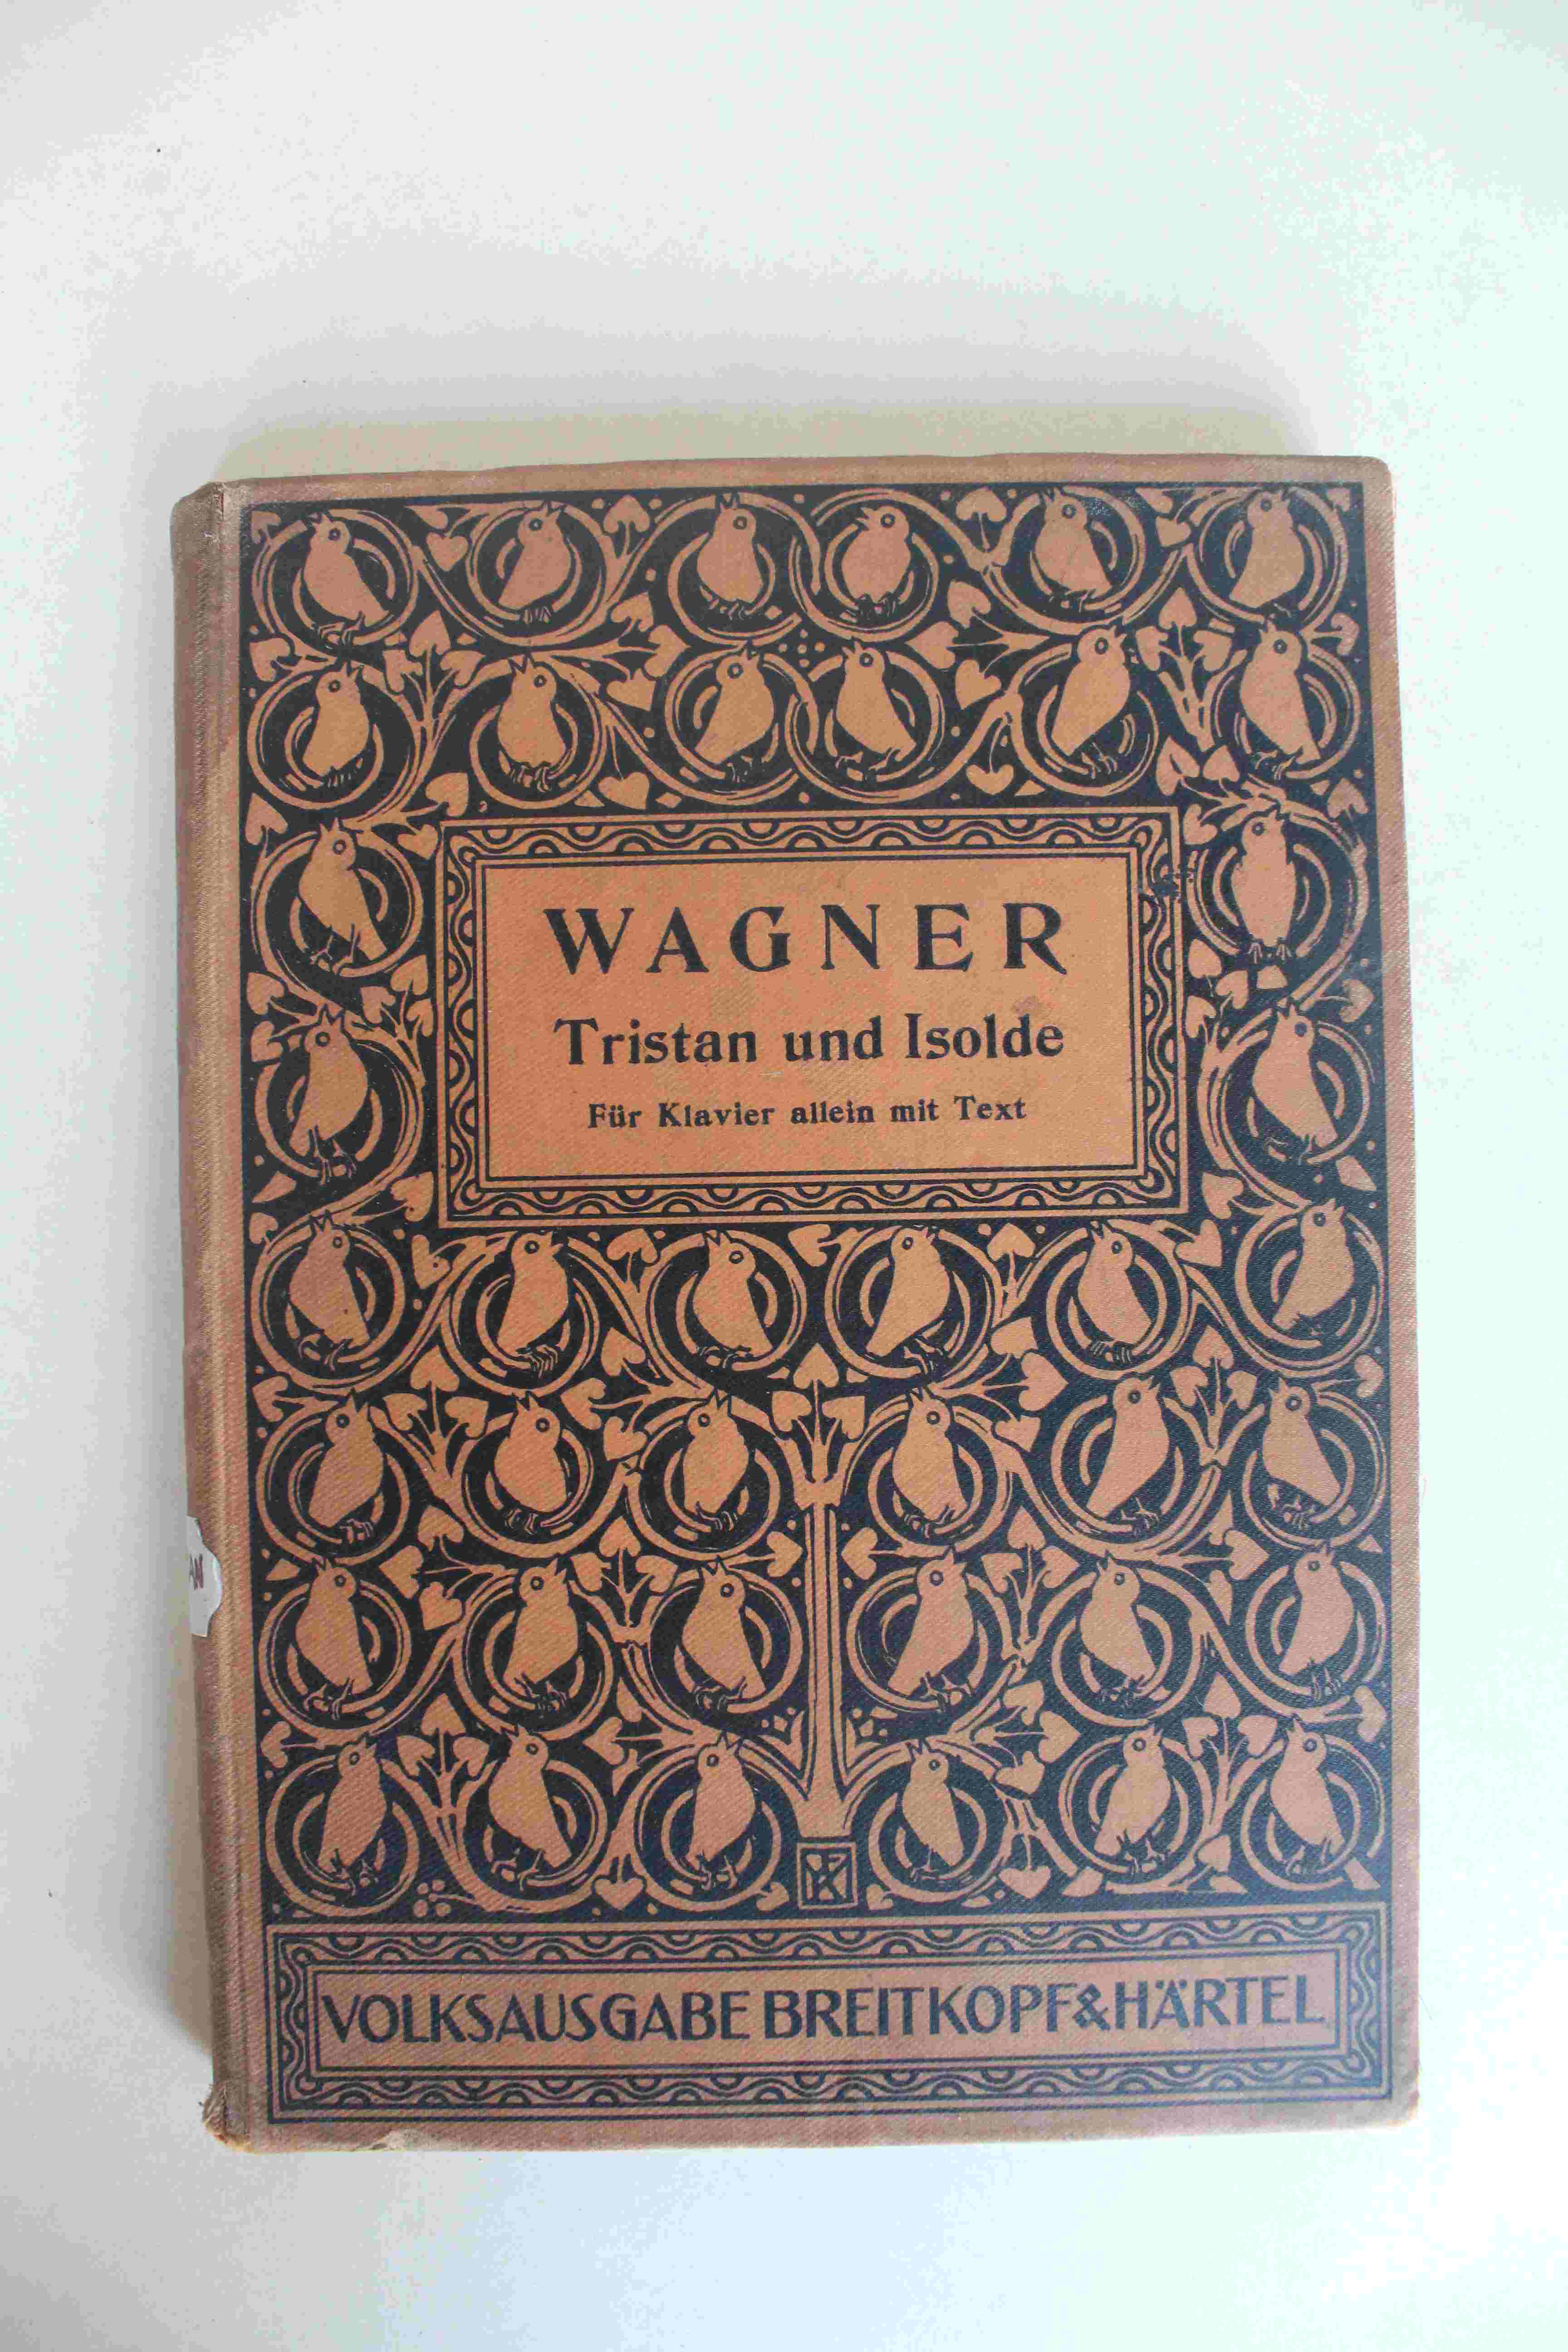 WAGNER
Tristan und Isolde
Für Klavier allein mit Text
VOLKSAUSGABE BREITKOPF&HÄRTEL